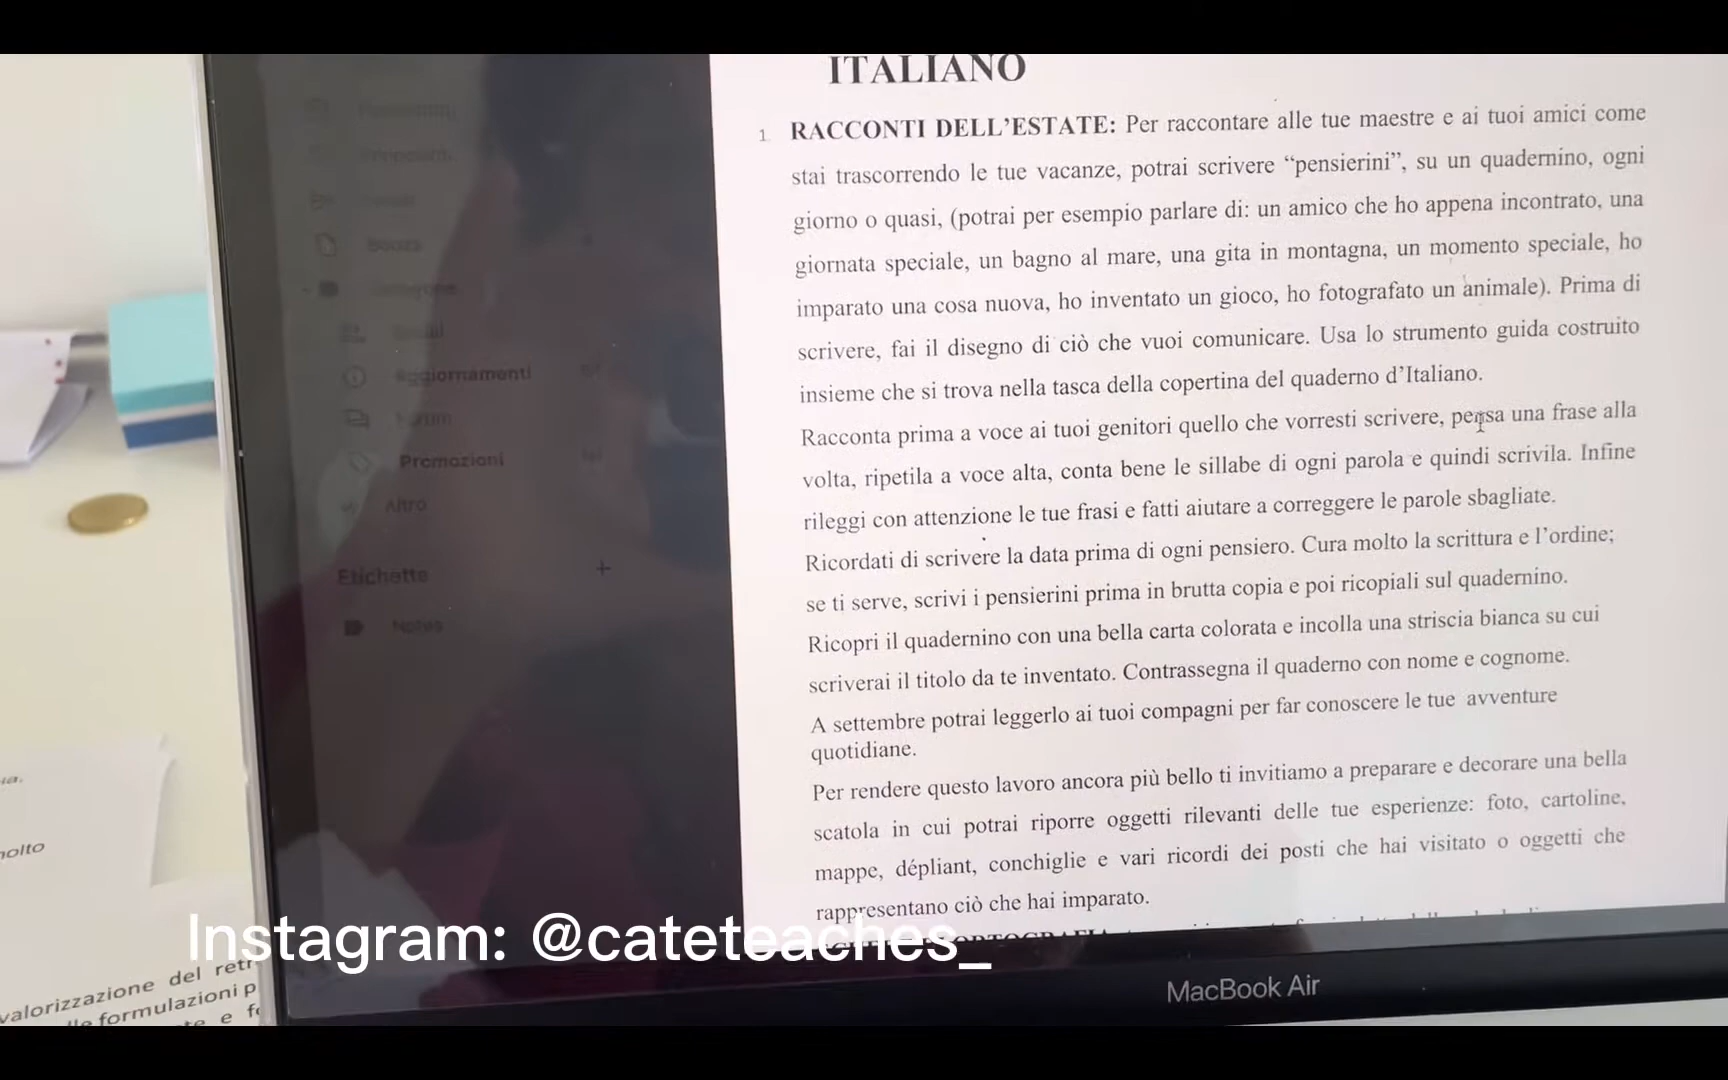 ITALIANO
1. RACCONTI DELL’ESTATE: Per raccontare alle tue maestre e ai tuoi amici come
stai trascorrendo le tue vacanze, potrai scrivere “pensierini”, su un quadernino, ogni
giorno o quasi, (potrai per esempio parlare di: un amico che ho appena incontrato, una
giornata speciale, un bagno al mare, una gita in montagna, un momento speciale, ho
imparato una cosa nuova, ho inventato un gioco, ho fotografato un animale). Prima di
scrivere, fai il disegno di ciò che vuoi comunicare. Usa lo strumento guida costruito
insieme che si trova nella tasca della copertina del quaderno d’Italiano.
Racconta prima a voce ai tuoi genitori quello che vorresti scrivere, pensa una frase alla
volta, ripetila a voce alta, conta bene le sillabe di ogni parola e quindi scrivila. Infine
rileggi con attenzione le tue frasi e fatti aiutare a correggere le parole sbagliate.
Ricordati di scrivere la data prima di ogni pensiero. Cura molto la scrittura e l’ordine;
se ti serve, scrivi i pensierini prima in brutta copia e poi ricopiali sul quadernino.
Ricopri il quadernino con una bella carta colorata e incolla una striscia bianca su cui
scriverai il titolo da te inventato. Contrassegna il quaderno con nome e cognome.
A settembre potrai leggerlo ai tuoi compagni per far conoscere le tue avventure
quotidiane.
Per rendere questo lavoro ancora più bello ti invitiamo a preparare e decorare una bella
scatola in cui potrai riporre oggetti rilevanti delle tue esperienze: foto, cartoline,
mappe, dépliant, conchiglie e vari ricordi dei posti che hai visitato o oggetti che
rappresentano ciò che hai imparato.
Bozze
Social
Aggiornamenti
Forum
Promozioni
Altro
Etichette
+
Notes
molto
valorizzazione del
formulazioni
e
Instagram: @cateteaches_
MacBook Air